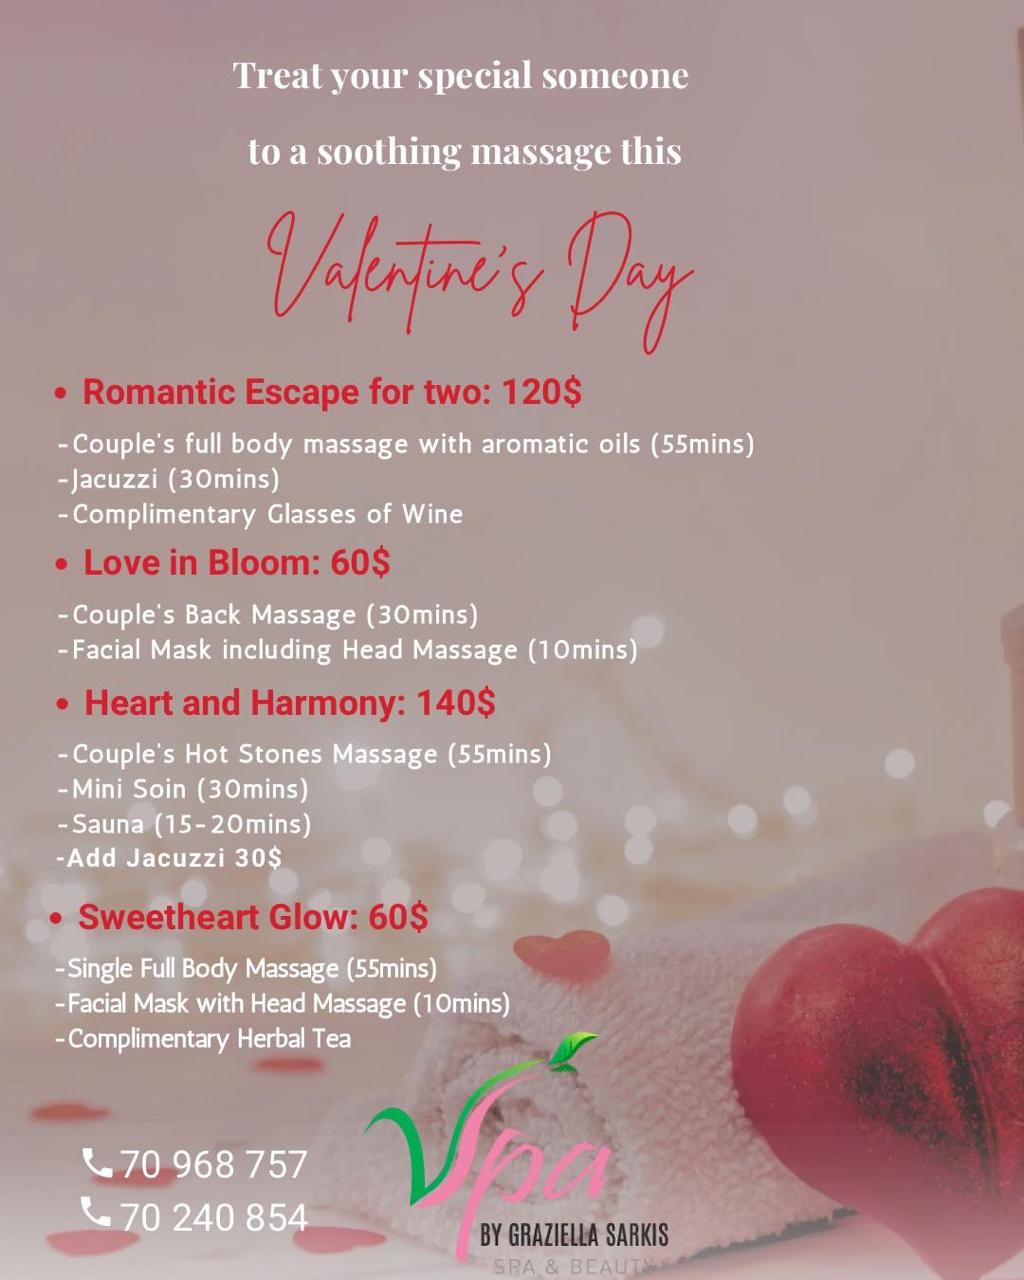 Treat your special someone
to a soothing massage this
Valentine's Day
• Romantic Escape for two: 120$
-Couple's full body massage with aromatic oils (55mins)
-Jacuzzi (30mins)
-Complimentary Glasses of Wine
• Love in Bloom: 60$
-Couple's Back Massage (30mins)
-Facial Mask including Head Massage (10mins)
• Heart and Harmony: 140$
-Couple's Hot Stones Massage (55mins)
-Mini Soin (30mins)
-Sauna (15-20mins)
-Add Jacuzzi 30$
• Sweetheart Glow: 60$
-Single Full Body Massage (55mins)
-Facial Mask with Head Massage (10mins)
-Complimentary Herbal Tea
70 968 757
70 240 854
Vpa
BY GRAZIELLA SARKIS
SPA & BEAUTY